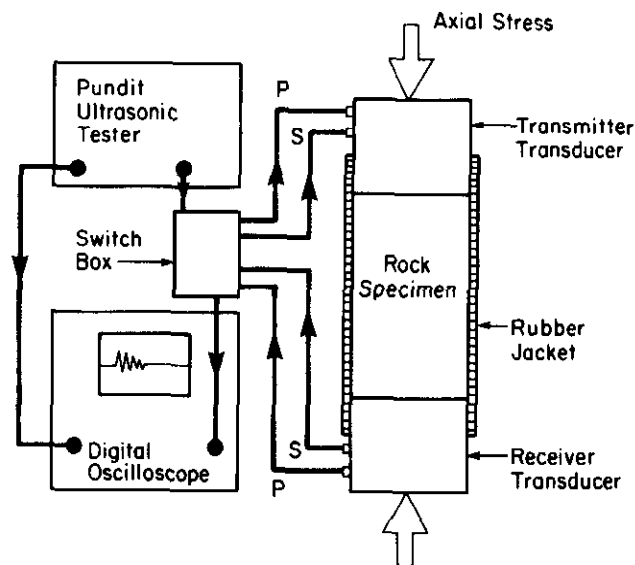 Axial Stress
Pundit
Ultrasonic
Tester
P
S
Transmitter
Transducer
Switch
Box
Rock
Specimen
Rubber
Jacket
Digital
Oscilloscope
S
P
Receiver
Transducer